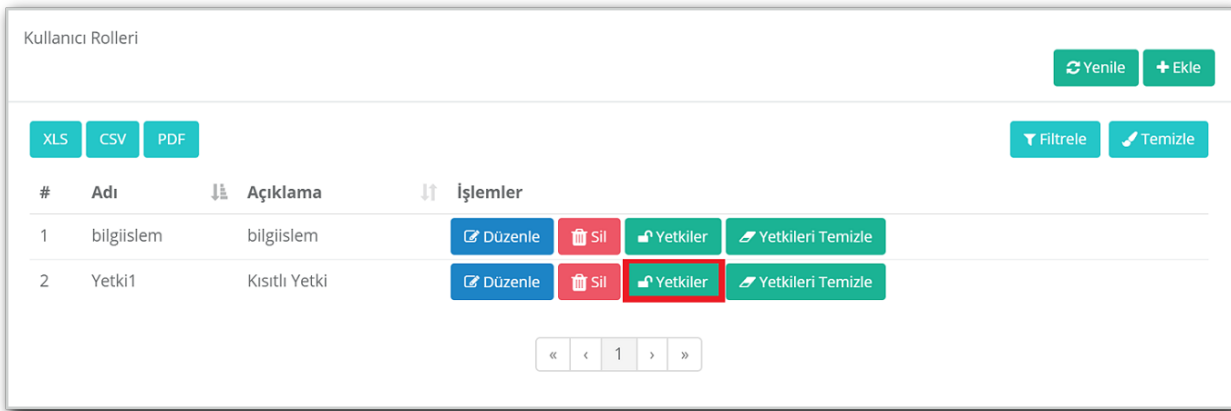 Kullanıcı Rolleri
Yenile Ekle
XLS CSV PDF Filtrele Temizle
# Adı Açıklama İşlemler
1 bilgiislem bilgiislem Düzenle Sil Yetkiler Yetkileri Temizle
2 Yetki1 Kısıtlı Yetki Düzenle Sil Yetkiler Yetkileri Temizle
« ‹ 1 › »